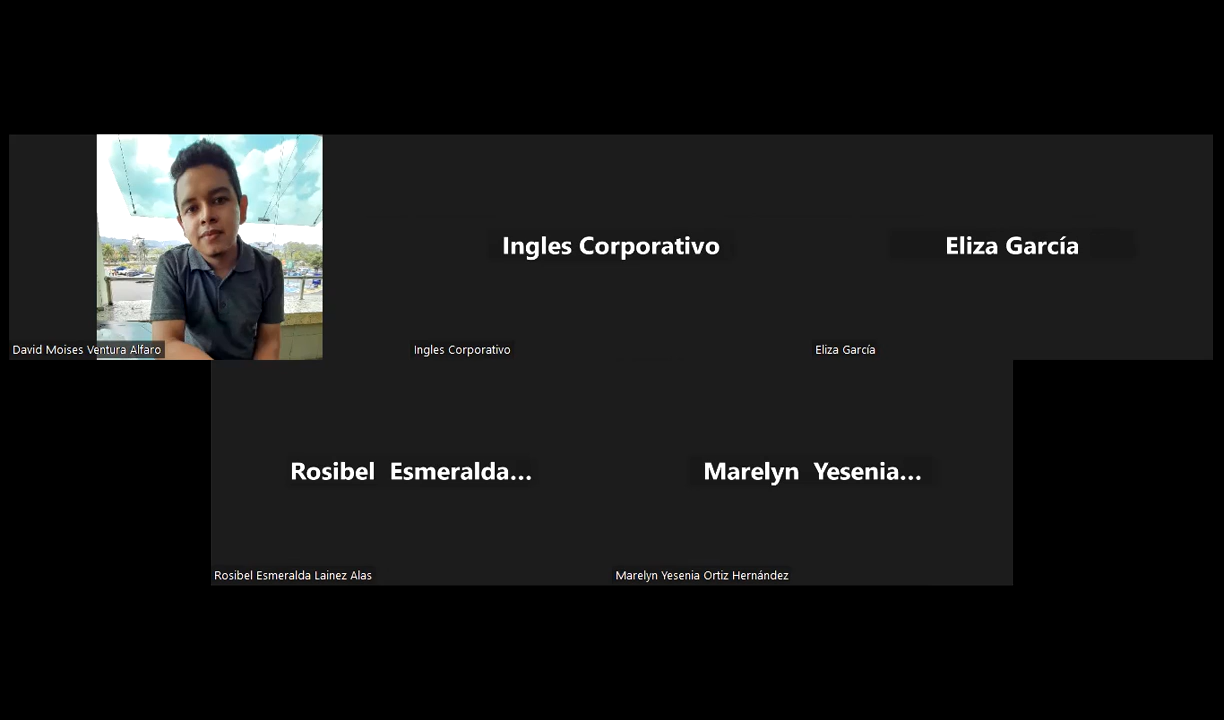 David Moises Ventura Alfaro
Ingles Corporativo
Ingles Corporativo
Eliza García
Eliza García
Rosibel Esmeralda...
Rosibel Esmeralda Lainez Alas
Marelyn Yesenia...
Marelyn Yesenia Ortiz Hernández